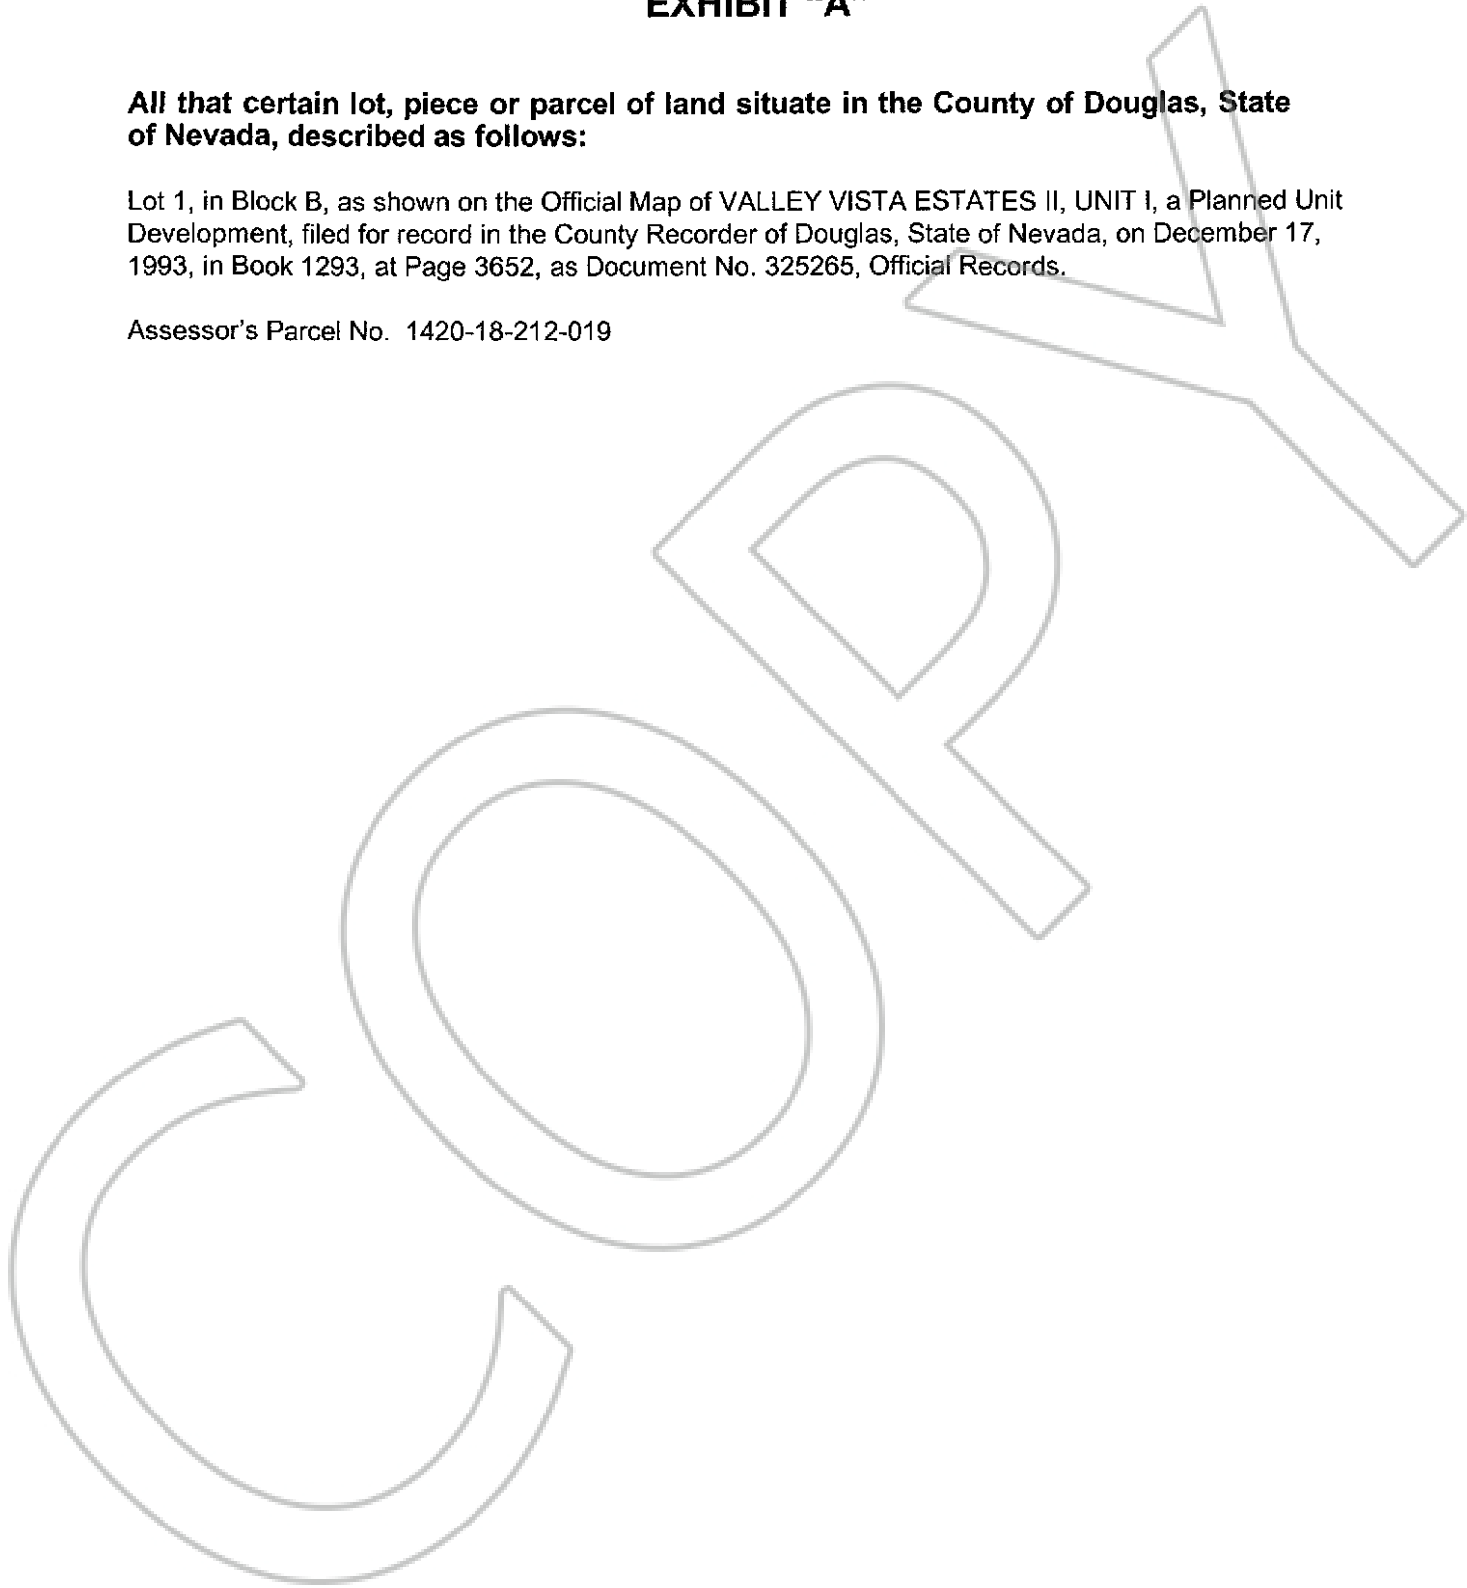 EXHIBIT "A"
All that certain lot, piece or parcel of land situate in the County of Douglas, State
of Nevada, described as follows:
Lot 1, in Block B, as shown on the Official Map of VALLEY VISTA ESTATES II, UNIT I, a Planned Unit
Development, filed for record in the County Recorder of Douglas, State of Nevada, on December 17,
1993, in Book 1293, at Page 3652, as Document No. 325265, Official Records.
Assessor's Parcel No. 1420-18-212-019
COPY